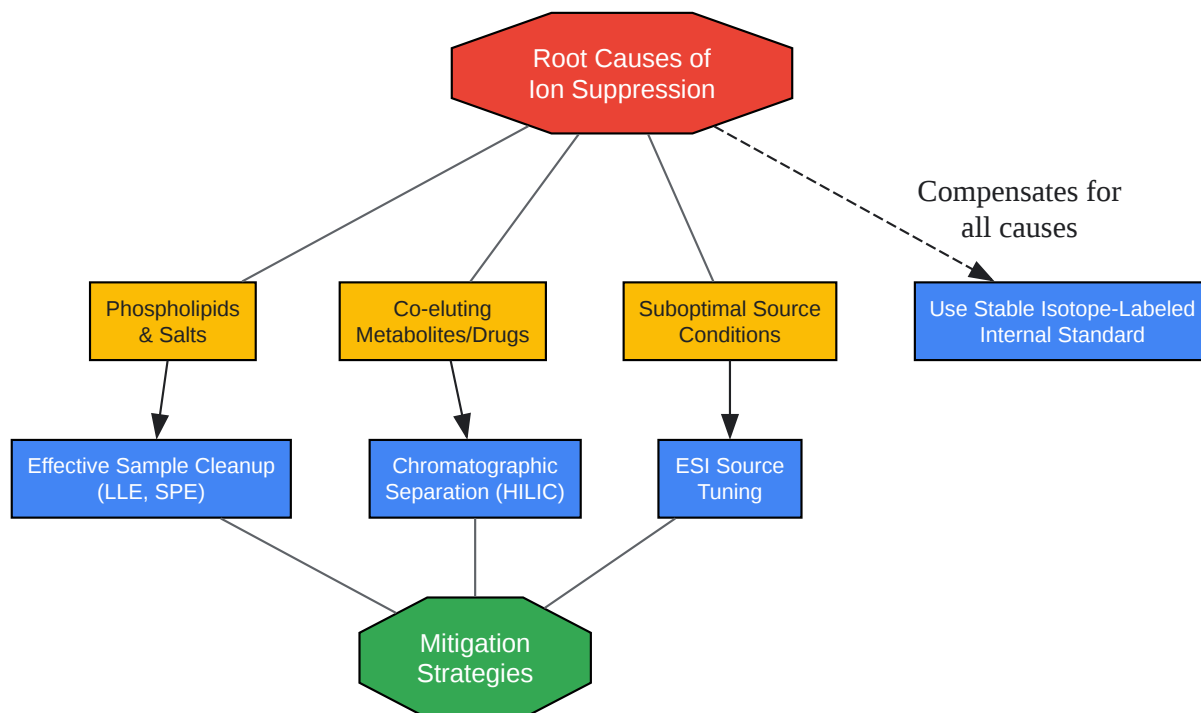 Root Causes of
Ion Suppression
Compensates for
all causes
Phospholipids
& Salts
Co-eluting
Metabolites/Drugs
Suboptimal Source
Conditions
Use Stable Isotope-Labeled
Internal Standard
Effective Sample Cleanup
(LLE, SPE)
Chromatographic
Separation (HILIC)
ESI Source
Tuning
Mitigation
Strategies